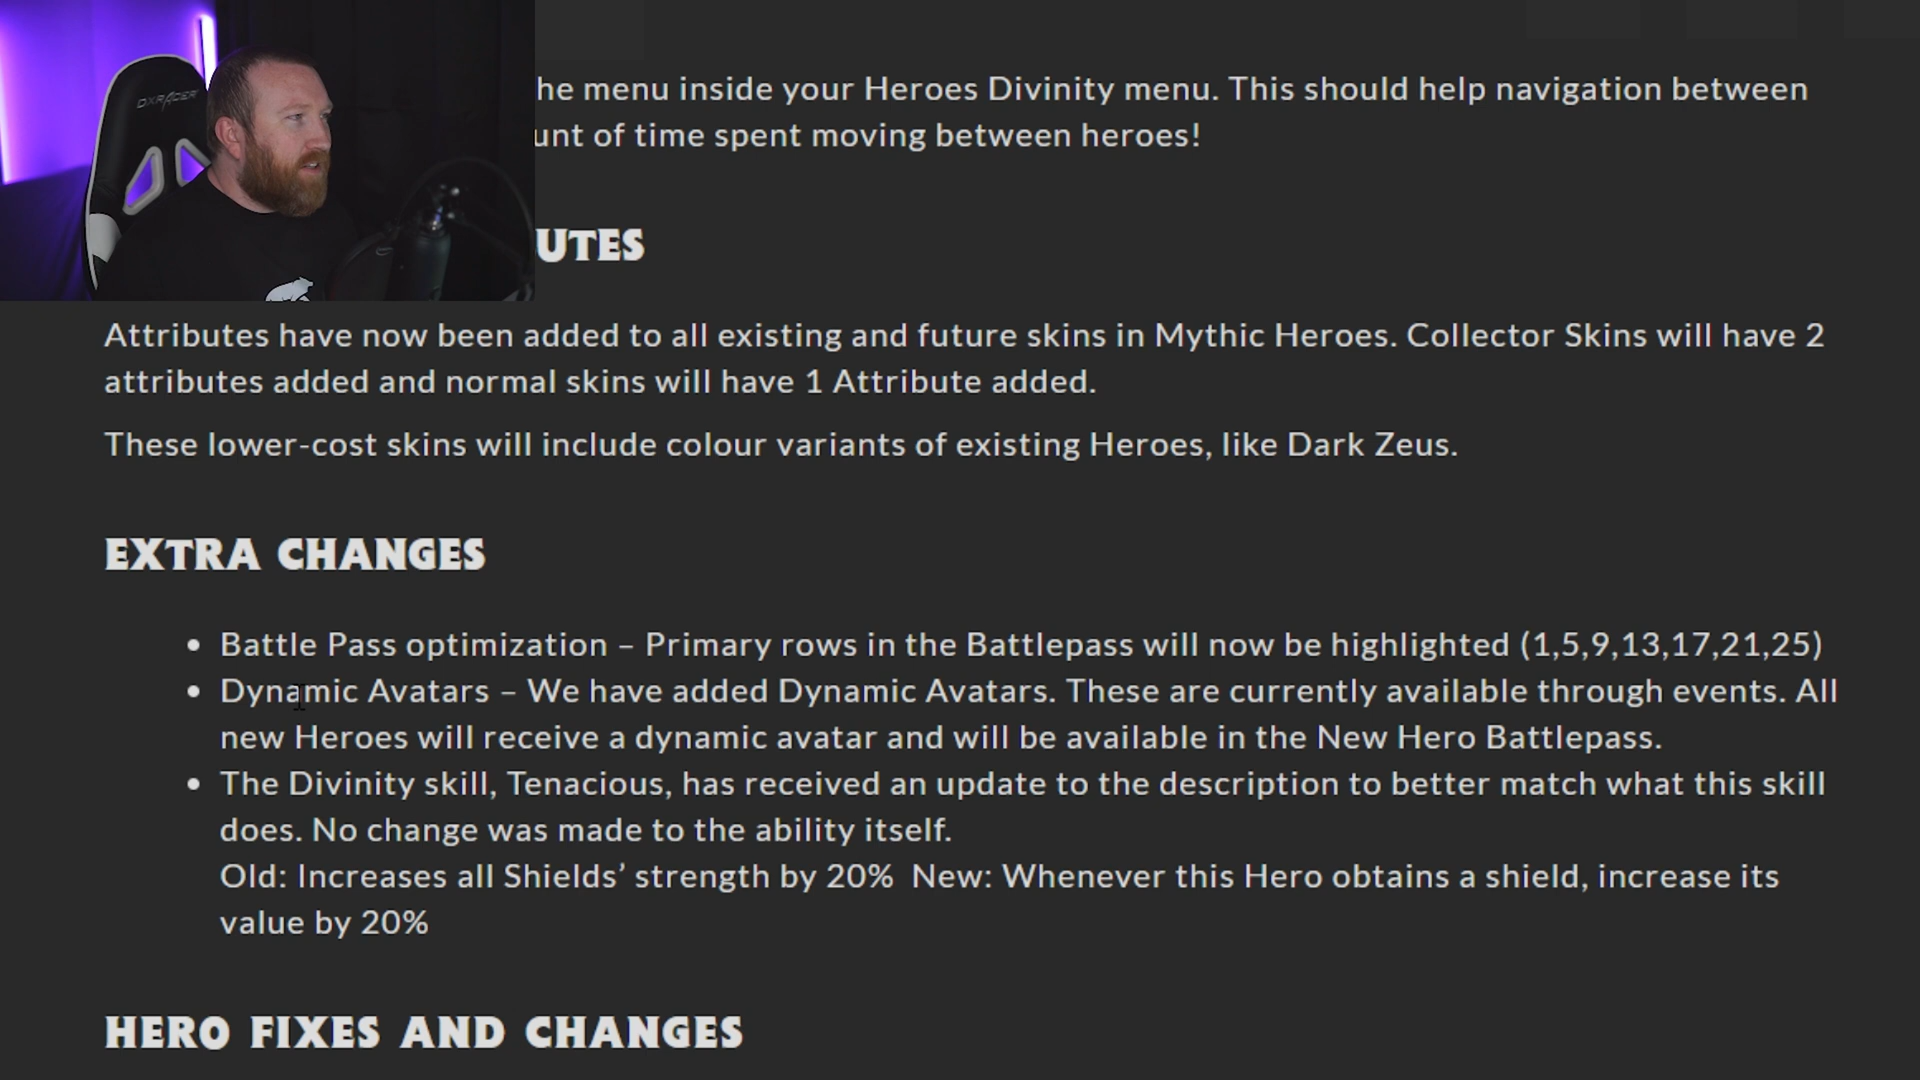 DXRACER
he menu inside your Heroes Divinity menu. This should help navigation between
unt of time spent moving between heroes!
UTES
Attributes have now been added to all existing and future skins in Mythic Heroes. Collector Skins will have 2
attributes added and normal skins will have 1 Attribute added.
These lower-cost skins will include colour variants of existing Heroes, like Dark Zeus.
EXTRA CHANGES
• Battle Pass optimization – Primary rows in the Battlepass will now be highlighted (1,5,9,13,17,21,25)
• Dynamic Avatars – We have added Dynamic Avatars. These are currently available through events. All
new Heroes will receive a dynamic avatar and will be available in the New Hero Battlepass.
• The Divinity skill, Tenacious, has received an update to the description to better match what this skill
does. No change was made to the ability itself.
Old: Increases all Shields’ strength by 20%  New: Whenever this Hero obtains a shield, increase its
value by 20%
HERO FIXES AND CHANGES